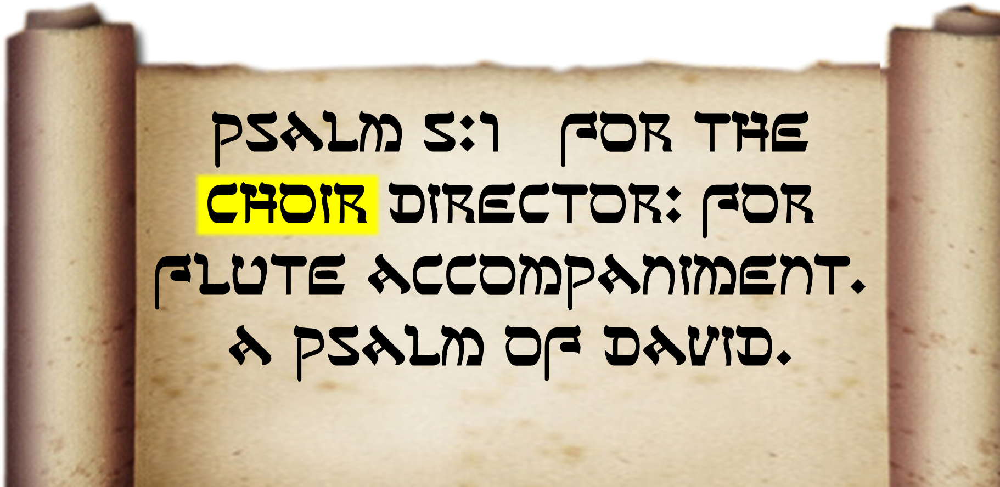 PSALM 5:1 FOR THE
CHOIR DIRECTOR: FOR
FLUTE ACCOMPANIMENT.
A PSALM OF DAVID.